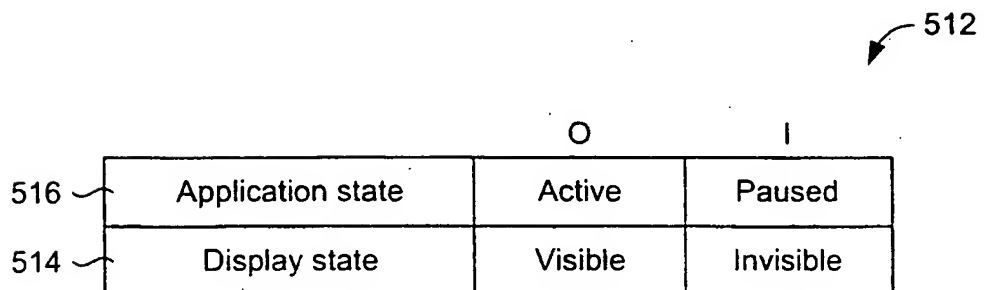 512
O I
516 Application state Active Paused
514 Display state Visible Invisible